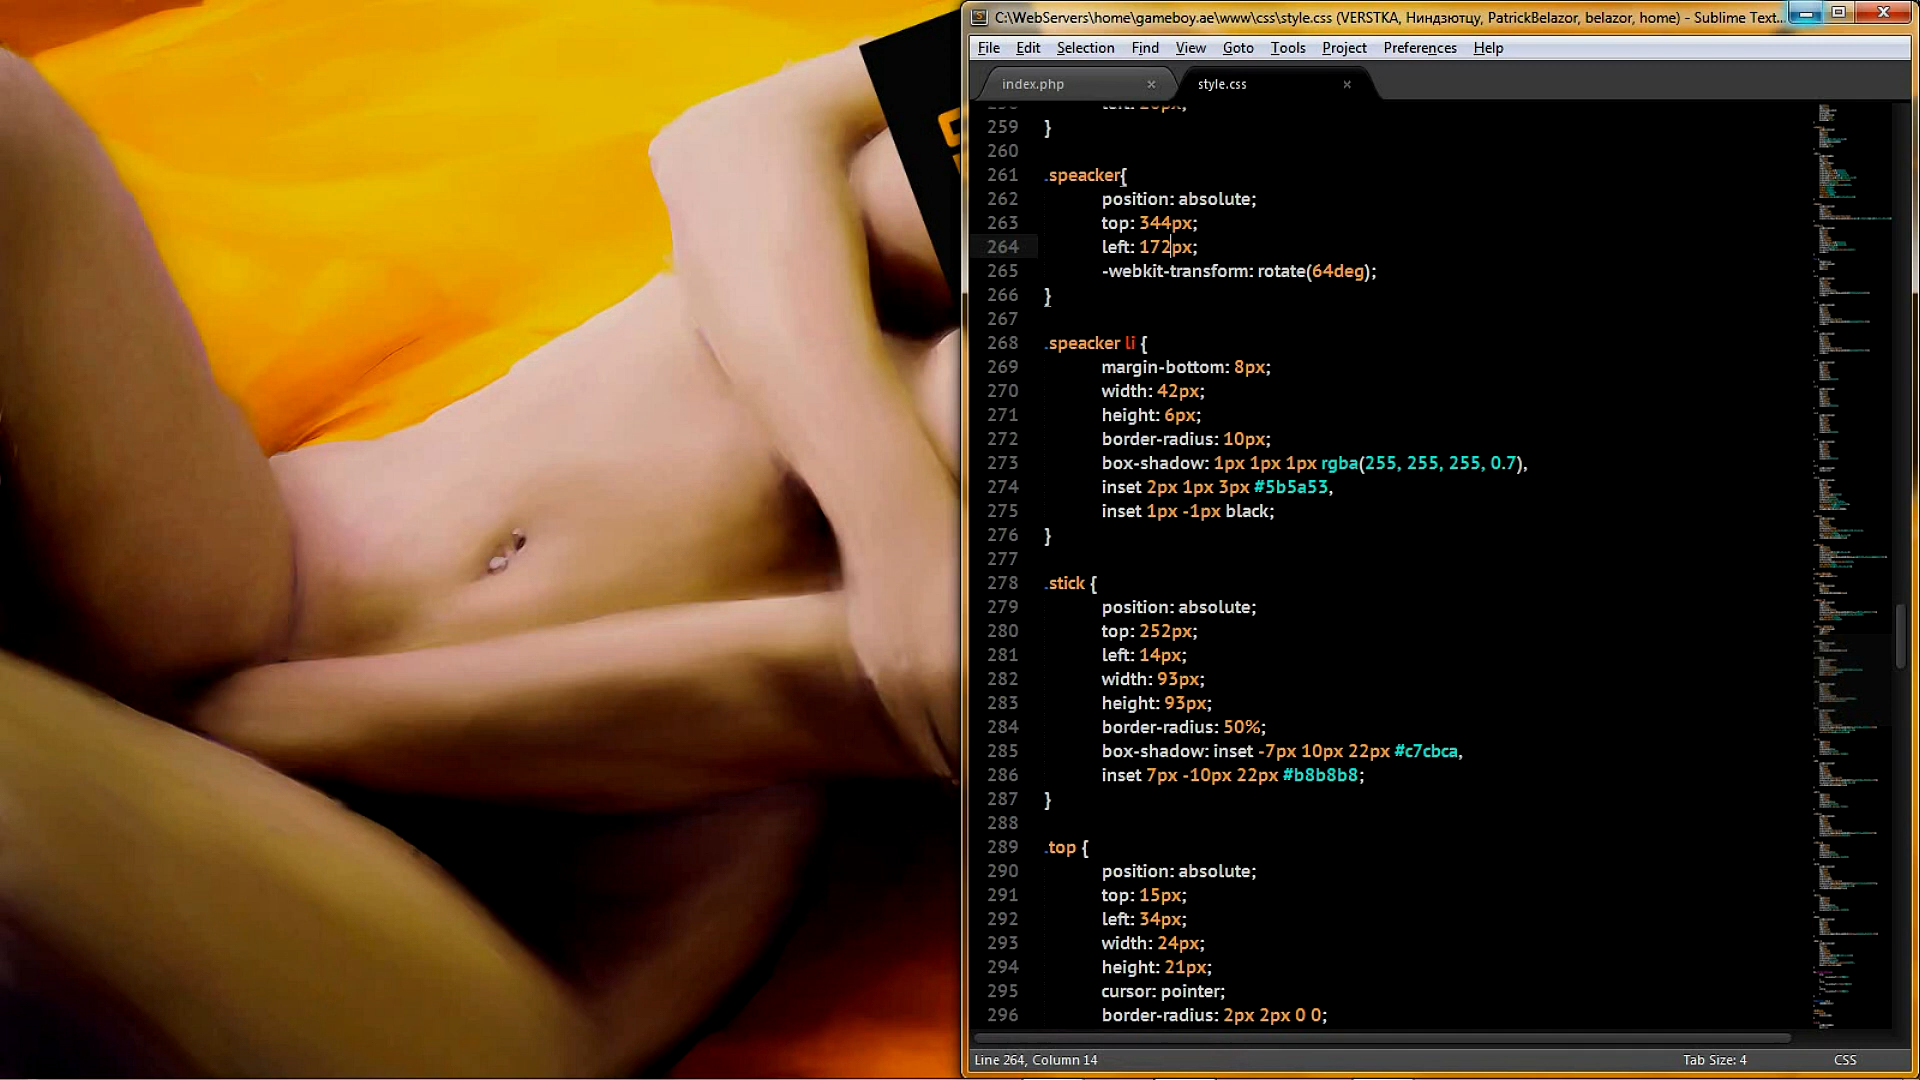 C:\WebServers\home\gameboy.ae\www\css\style.css (VERSTKA, Ниндзютцу, PatrickBelazor, belazor, home) - Sublime Text...
File Edit Selection Find View Goto Tools Project Preferences Help
index.php × style.css ×
259 }
260
261 .speacker{
262 position: absolute;
263 top: 344px;
264 left: 172px;
265 -webkit-transform: rotate(64deg);
266 }
267
268 .speacker li {
269 margin-bottom: 8px;
270 width: 42px;
271 height: 6px;
272 border-radius: 10px;
273 box-shadow: 1px 1px 1px rgba(255, 255, 255, 0.7),
274 inset 2px 1px 3px #5b5a53,
275 inset 1px -1px black;
276 }
277
278 .stick {
279 position: absolute;
280 top: 252px;
281 left: 14px;
282 width: 93px;
283 height: 93px;
284 border-radius: 50%;
285 box-shadow: inset -7px 10px 22px #c7cbca,
286 inset 7px -10px 22px #b8b8b8;
287 }
288
289 .top {
290 position: absolute;
291 top: 15px;
292 left: 34px;
293 width: 24px;
294 height: 21px;
295 cursor: pointer;
296 border-radius: 2px 2px 0 0;
Line 264, Column 14 Tab Size: 4 CSS